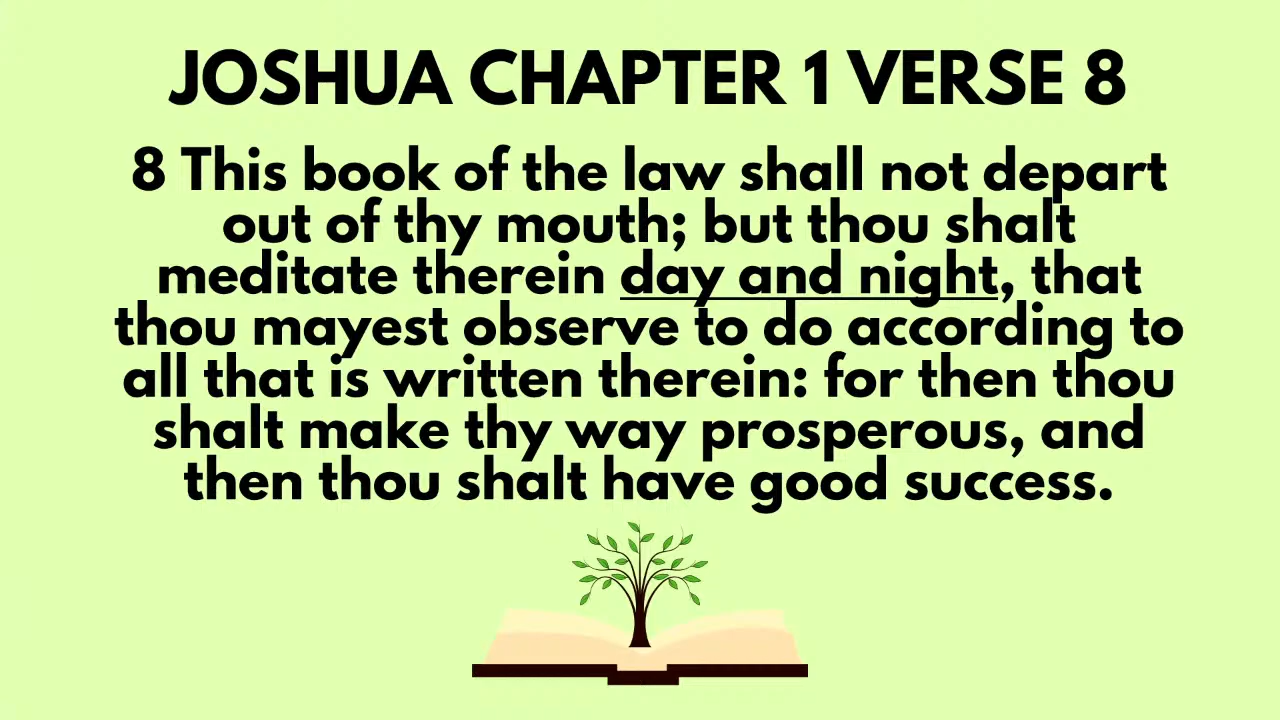 JOSHUA CHAPTER 1 VERSE 8
8 This book of the law shall not depart
out of thy mouth; but thou shalt
meditate therein day and night, that
thou mayest observe to do according to
all that is written therein: for then thou
shalt make thy way prosperous, and
then thou shalt have good success.